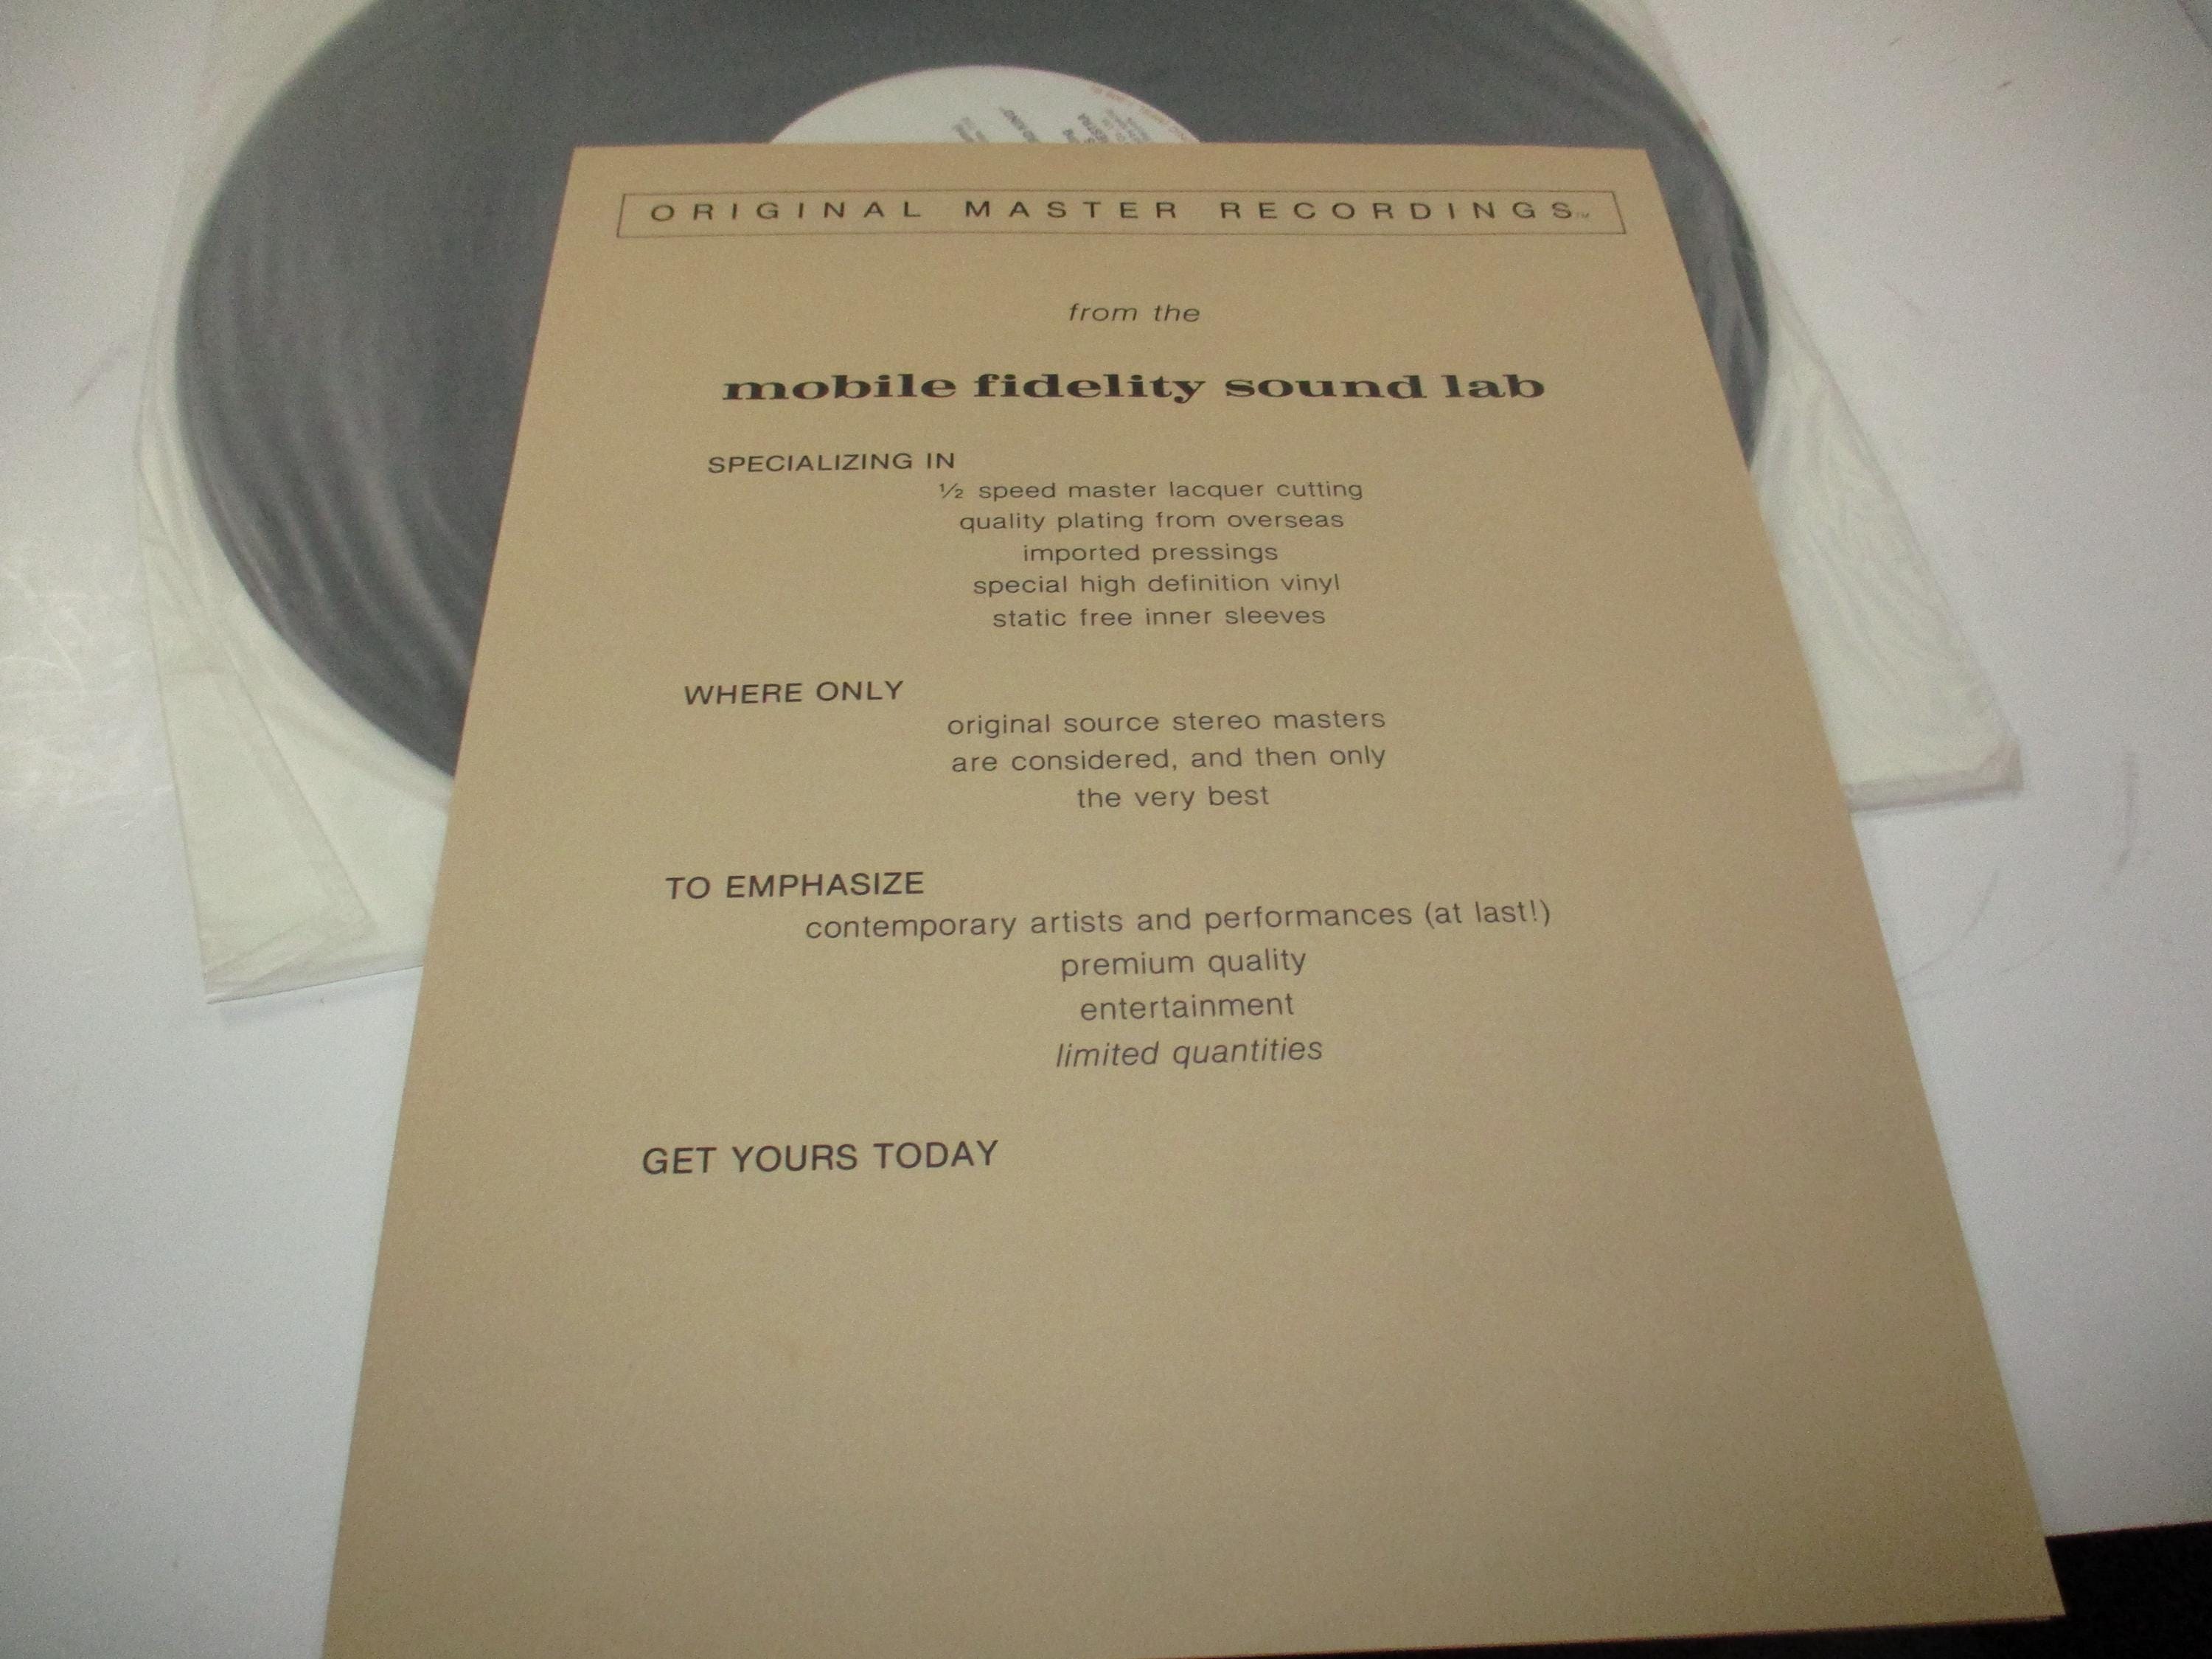 ORIGINAL MASTER RECORDINGS™
from the
mobile fidelity sound lab
SPECIALIZING IN
½ speed master lacquer cutting
quality plating from overseas
imported pressings
special high definition vinyl
static free inner sleeves
WHERE ONLY
original source stereo masters
are considered, and then only
the very best
TO EMPHASIZE
contemporary artists and performances (at last!)
premium quality
entertainment
limited quantities
GET YOURS TODAY